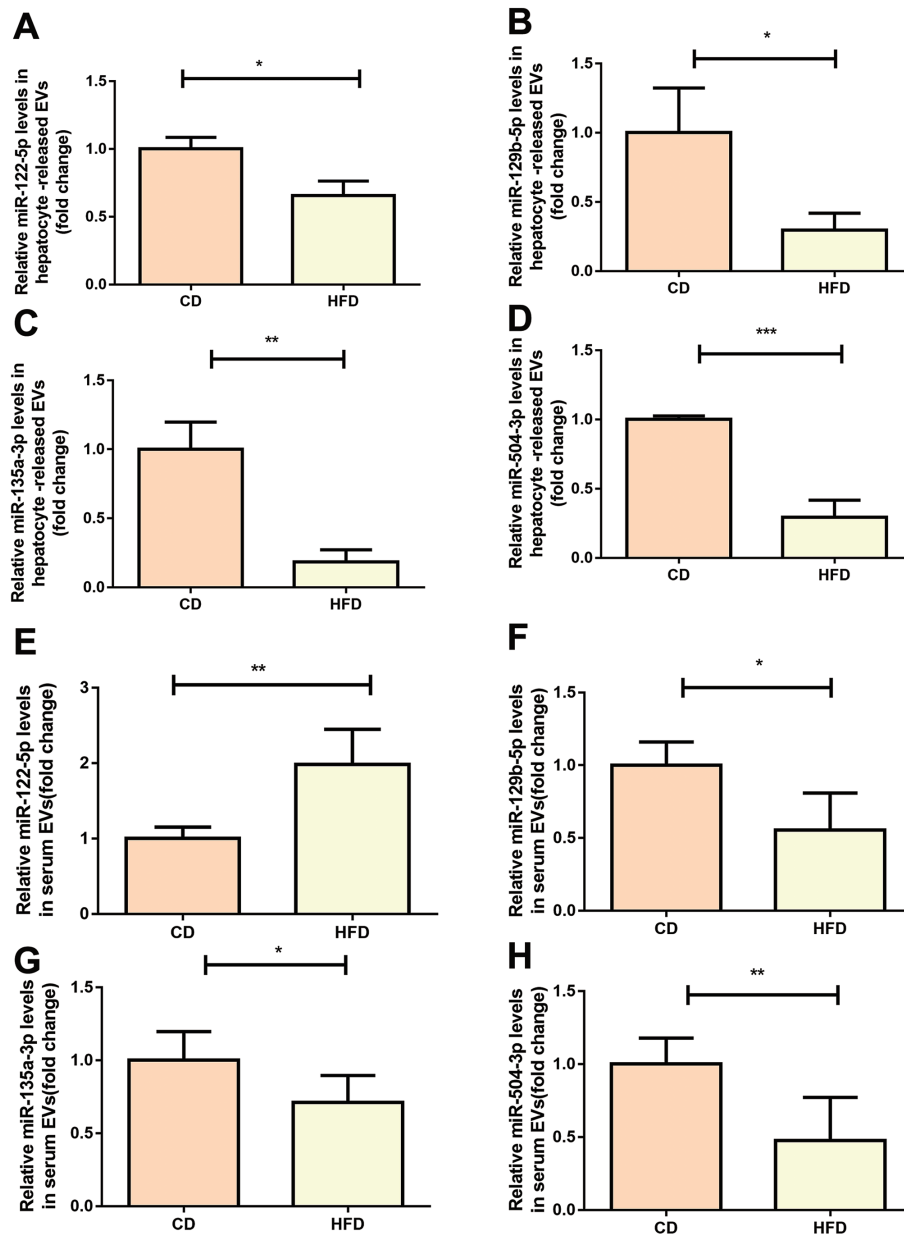 A
Relative miR-122-5p levels in
hepatocyte -released EVs
(fold change)
1.5
1.0
0.5
0.0
*
CD
HFD
B
Relative miR-129b-5p levels in
hepatocyte -released EVs
(fold change)
1.5
1.0
0.5
0.0
*
CD
HFD
C
Relative miR-135a-3p levels in
hepatocyte -released EVs
(fold change)
1.5
1.0
0.5
0.0
**
CD
HFD
D
Relative miR-504-3p levels in
hepatocyte -released EVs
(fold change)
1.5
1.0
0.5
0.0
***
CD
HFD
E
Relative miR-122-5p levels
in serum EVs(fold change)
3
2
1
0
**
CD
HFD
F
Relative miR-129b-5p levels
in serum EVs(fold change)
1.5
1.0
0.5
0.0
*
CD
HFD
G
Relative miR-135a-3p levels
in serum EVs(fold change)
1.5
1.0
0.5
0.0
*
CD
HFD
H
Relative miR-504-3p levels
in serum EVs(fold change)
1.5
1.0
0.5
0.0
**
CD
HFD